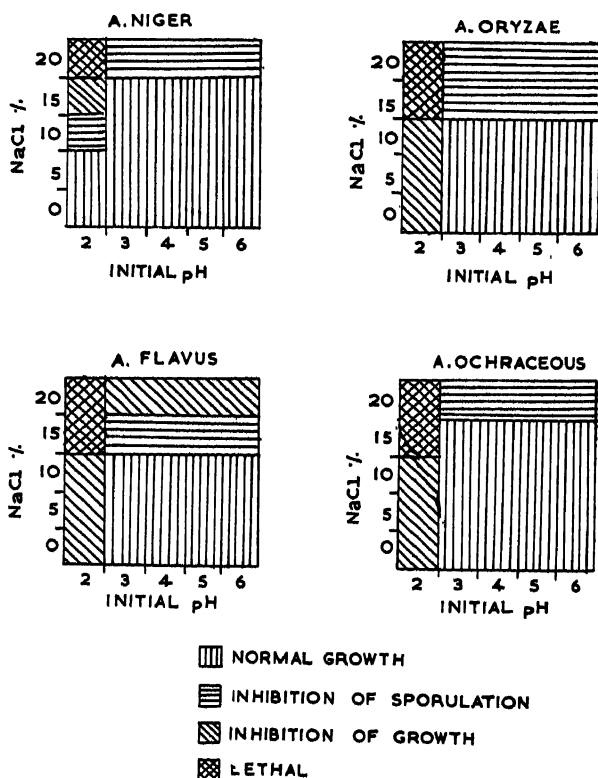 A. NIGER
NaCl %
20
15
10
5
0
2 3 4 5 6
INITIAL pH
A. ORYZAE
NaCl %
20
15
10
5
0
2 3 4 5 6
INITIAL pH
A. FLAVUS
NaCl %
20
15
10
5
0
2 3 4 5 6
INITIAL pH
A. OCHRACEOUS
NaCl %
20
15
10
5
0
2 3 4 5 6
INITIAL pH
NORMAL GROWTH
INHIBITION OF SPORULATION
INHIBITION OF GROWTH
LETHAL